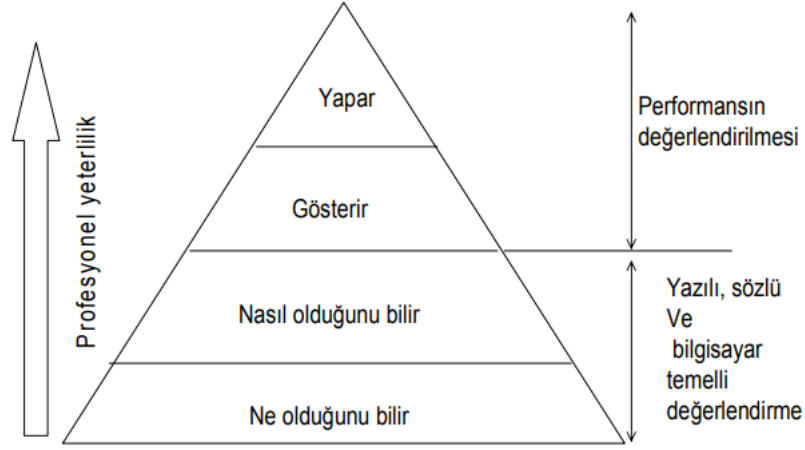 Profesyonel yeterlilik
Yapar
Gösterir
Nasıl olduğunu bilir
Ne olduğunu bilir
Performansın
değerlendirilmesi
Yazılı, sözlü
Ve
bilgisayar
temelli
değerlendirme